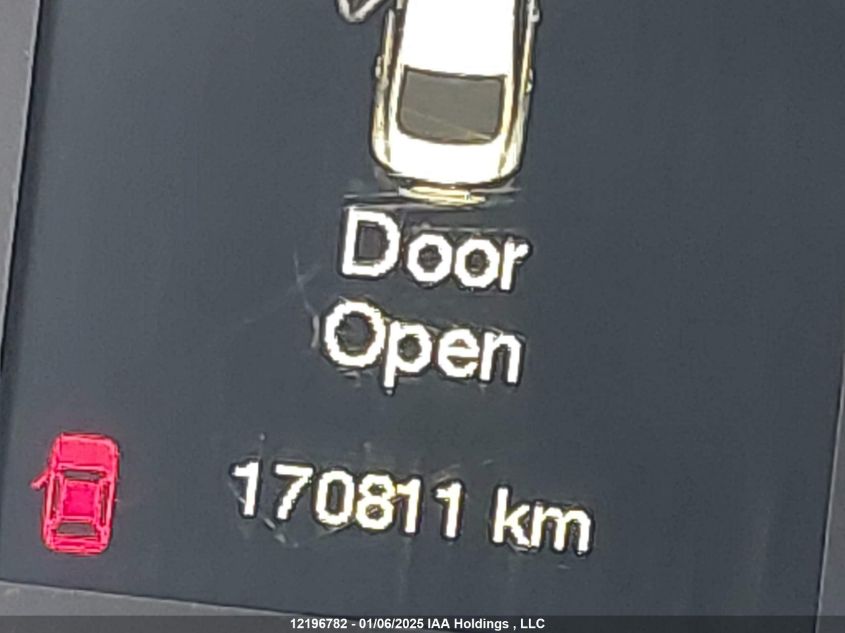 Door
Open
170811 km
12196782 - 01/06/2025 IAA Holdings , LLC